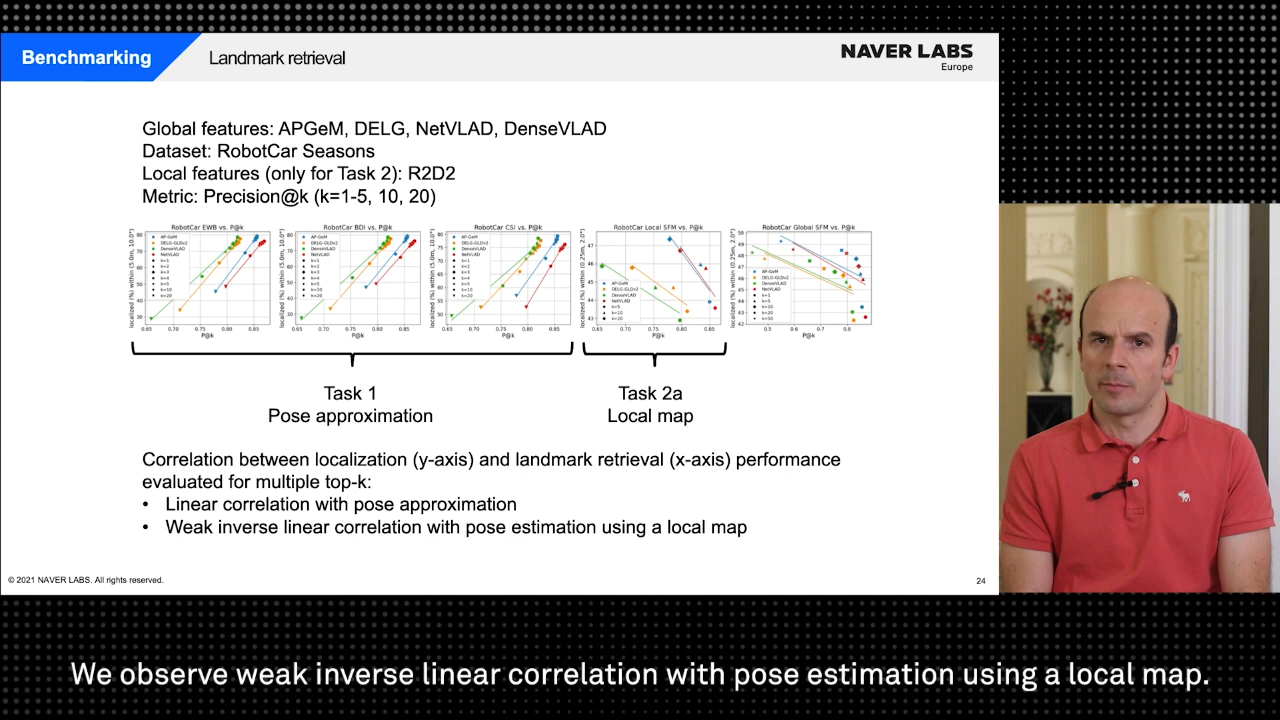 Benchmarking
Landmark retrieval
NAVER LABS
Europe
Global features: APGeM, DELG, NetVLAD, DenseVLAD
Dataset: RobotCar Seasons
Local features (only for Task 2): R2D2
Metric: Precision@k (k=1-5, 10, 20)
RobotCar EWB vs. P@k
RobotCar BDI vs. P@k
RobotCar CSI vs. P@k
RobotCar Local SFM vs. P@k
RobotCar Global SFM vs. P@k
P@k
P@k
P@k
P@k
P@k
Task 1
Pose approximation
Task 2a
Local map
Correlation between localization (y-axis) and landmark retrieval (x-axis) performance
evaluated for multiple top-k:
• Linear correlation with pose approximation
• Weak inverse linear correlation with pose estimation using a local map
© 2021 NAVER LABS. All rights reserved.
24
We observe weak inverse linear correlation with pose estimation using a local map.